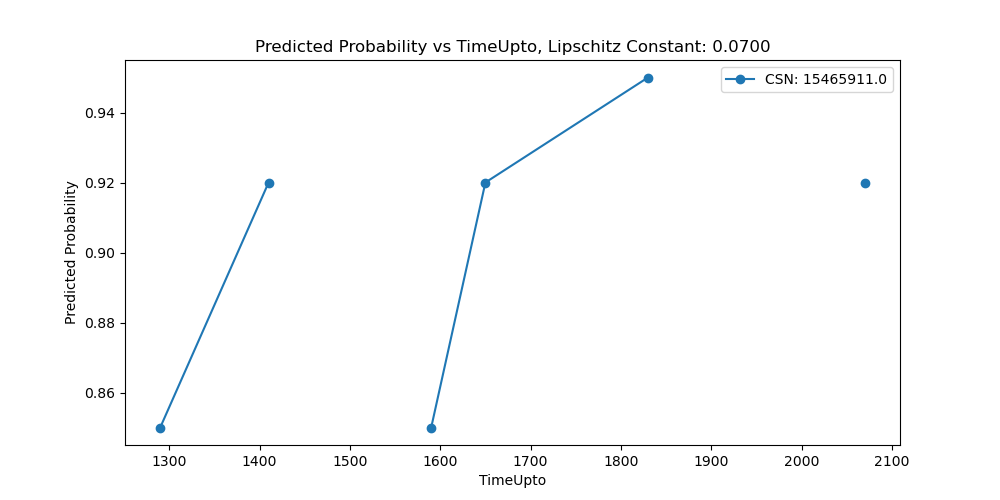 Predicted Probability vs TimeUpto, Lipschitz Constant: 0.0700
CSN: 15465911.0
0.94
0.92
0.90
0.88
0.86
Predicted Probability
1300 1400 1500 1600 1700 1800 1900 2000 2100
TimeUpto